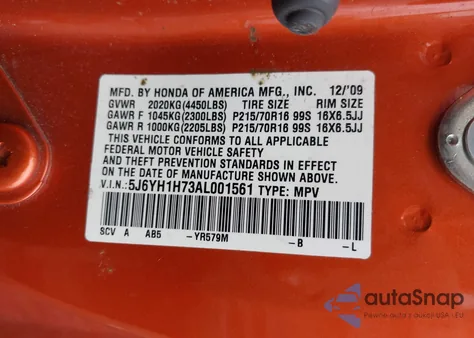 MFD. BY HONDA OF AMERICA MFG., INC. 12/'09
GVWR 2020KG(4450LBS) TIRE SIZE RIM SIZE
GAWR F 1045KG(2300LBS) P215/70R16 99S 16X6.5JJ
GAWR R 1000KG(2205LBS) P215/70R16 99S 16X6.5JJ
THIS VEHICLE CONFORMS TO ALL APPLICABLE
FEDERAL MOTOR VEHICLE SAFETY
AND THEFT PREVENTION STANDARDS IN EFFECT
ON THE DATE OF MANUFACTURE SHOWN ABOVE.
V.I.N.: 5J6YH1H73AL001561 TYPE: MPV
SCV A AB5 -YR579M -B -L
autoSnap